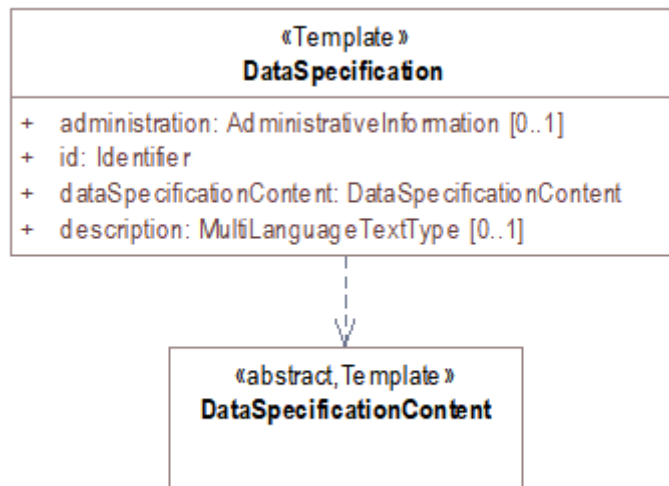 «Template»
DataSpecification
+ administration: AdministrativeInformation [0..1]
+ id: Identifier
+ dataSpecificationContent: DataSpecificationContent
+ description: MultiLanguageTextType [0..1]
«abstract,Template»
DataSpecificationContent